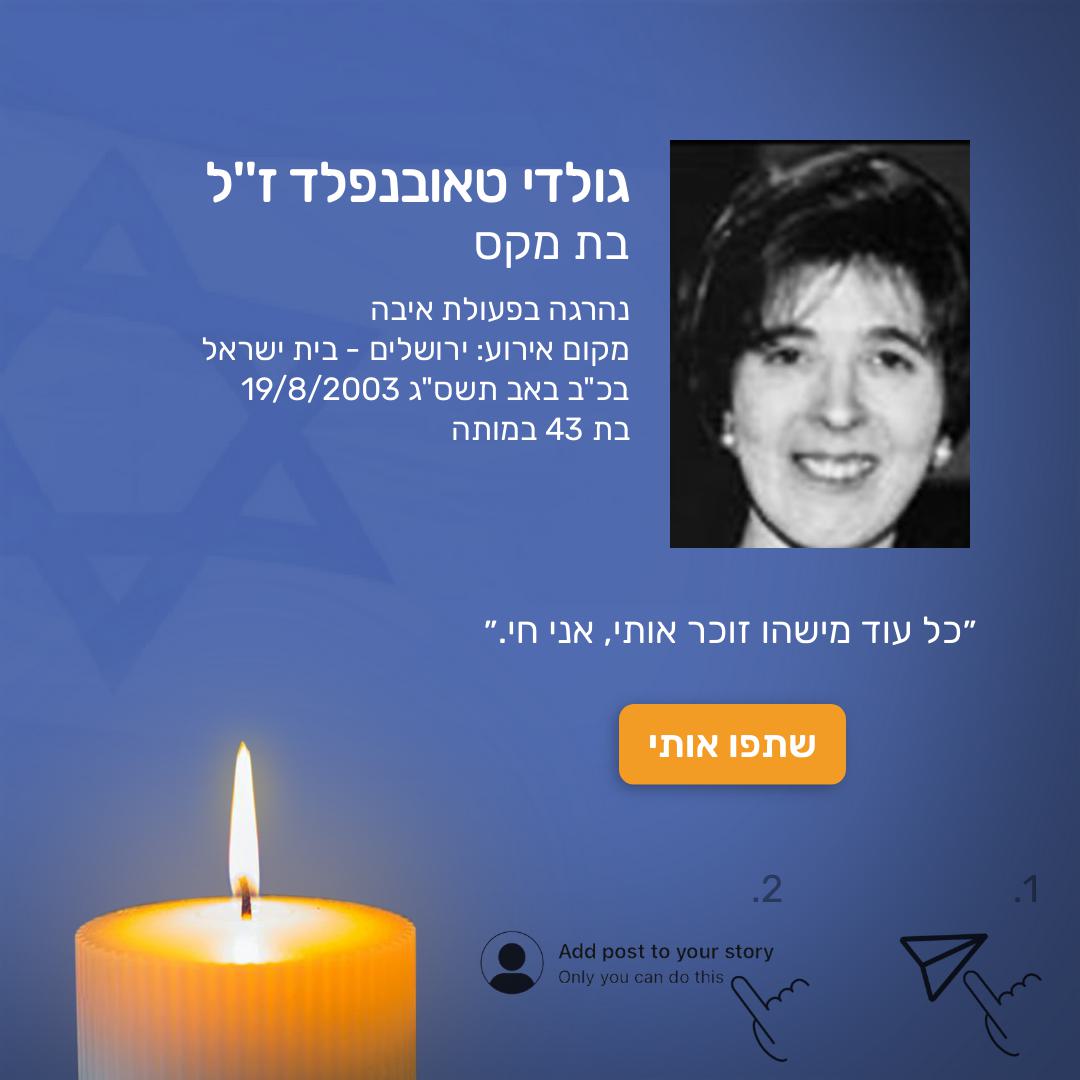 גולדי טאובנפלד ז''ל
בת מקס
נהרגה בפעולת איבה
מקום אירוע: ירושלים - בית ישראל
בכ"ב באב תשס"ג 19/8/2003
בת 43 במותה
״כל עוד מישהו זוכר אותי, אני חי.״
שתפו אותי
.1
.2
Add post to your story
Only you can do this